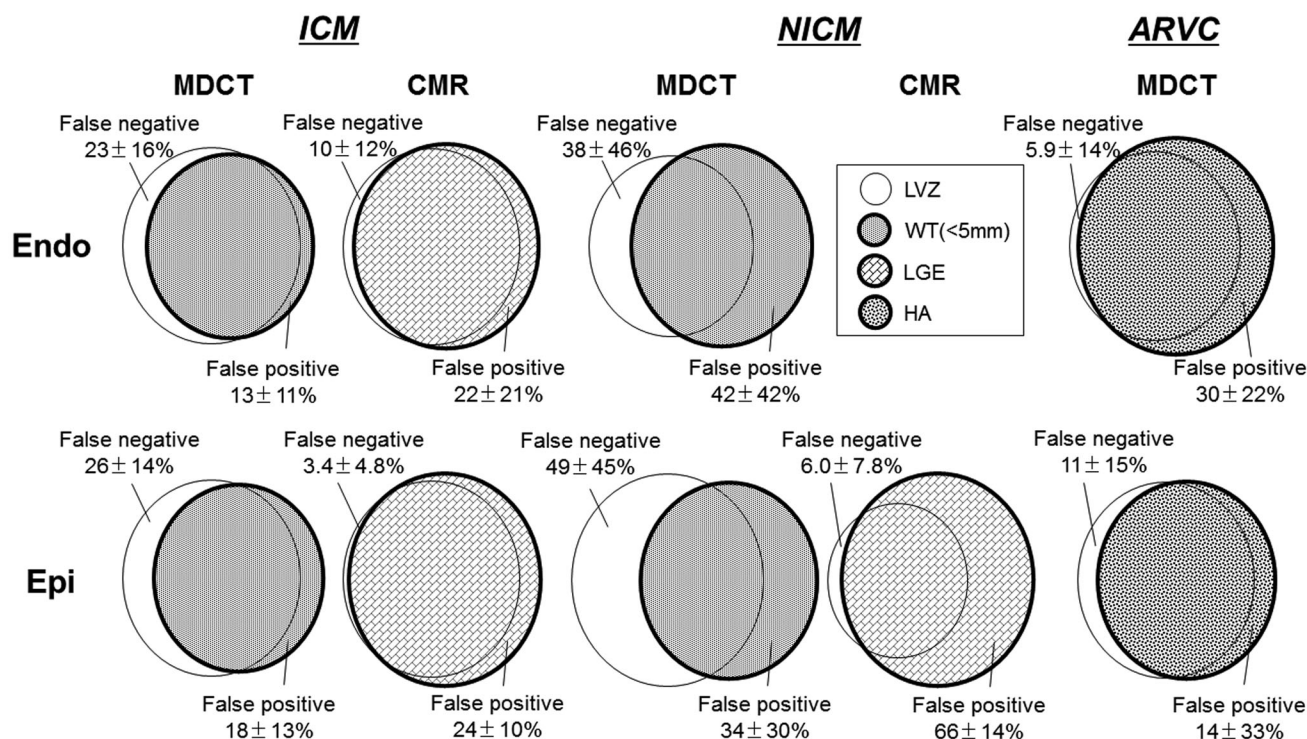 ICM NICM ARVC
MDCT CMR MDCT CMR MDCT
False negative
23±16%
False negative
10±12%
False negative
38±46%
False negative
5.9±14%
Endo
LVZ
WT(<5mm)
LGE
HA
False positive
13±11%
False positive
22±21%
False positive
42±42%
False positive
30±22%
False negative
26±14%
False negative
3.4±4.8%
False negative
49±45%
False negative
6.0±7.8%
False negative
11±15%
Epi
False positive
18±13%
False positive
24±10%
False positive
34±30%
False positive
66±14%
False positive
14±33%